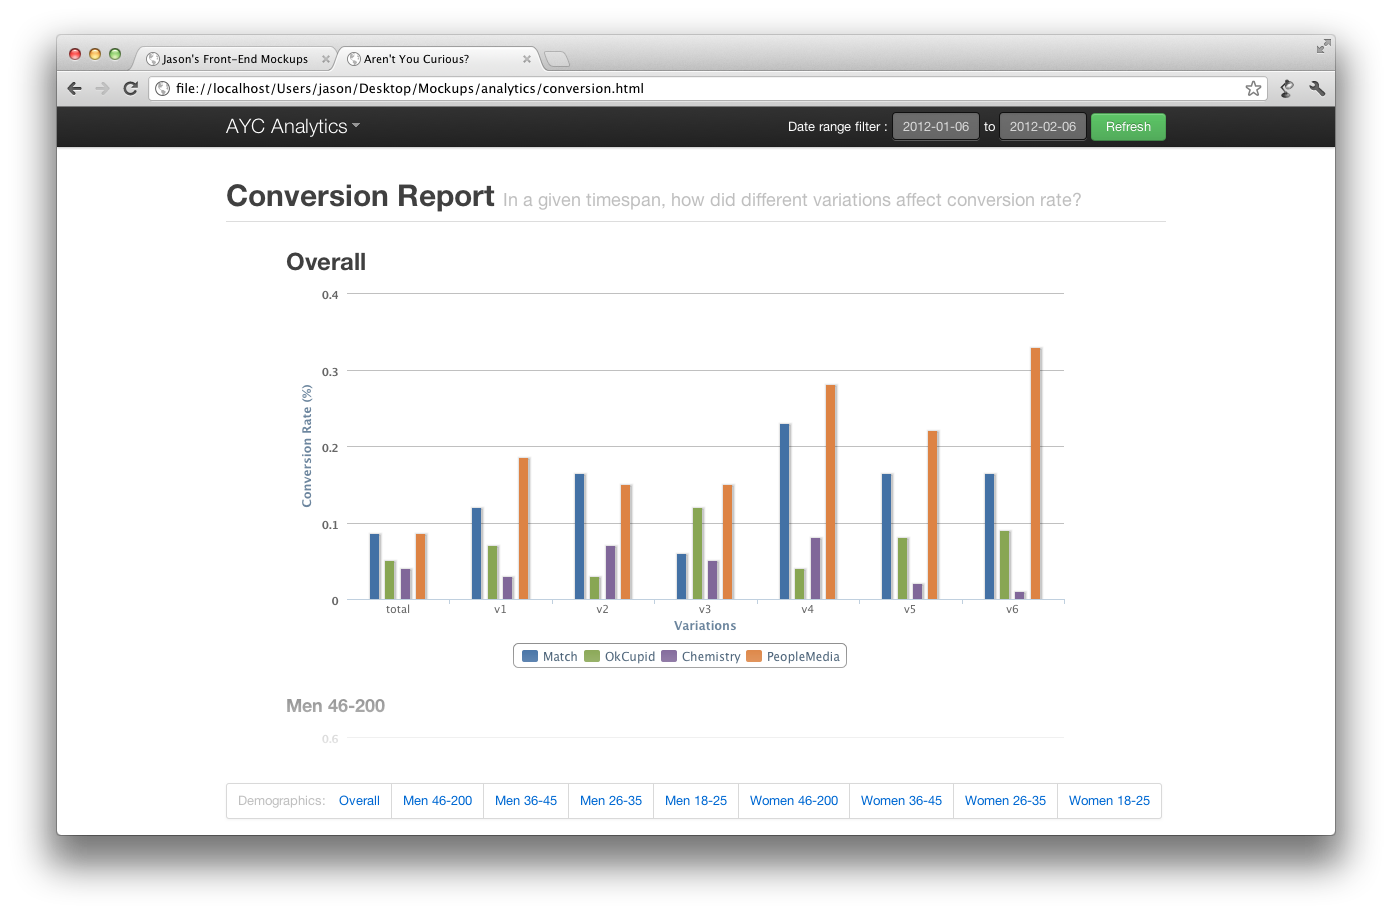 Jason's Front-End Mockups
Aren't You Curious?
file://localhost/Users/jason/Desktop/Mockups/analytics/conversion.html
AYC Analytics
Date range filter : 2012-01-06 to 2012-02-06 Refresh
Conversion Report In a given timespan, how did different variations affect conversion rate?
Overall
0.4
0.3
0.2
0.1
0
Conversion Rate (%)
total v1 v2 v3 v4 v5 v6
Variations
Match OkCupid Chemistry PeopleMedia
Men 46-200
0.6
Demographics: Overall Men 46-200 Men 36-45 Men 26-35 Men 18-25 Women 46-200 Women 36-45 Women 26-35 Women 18-25